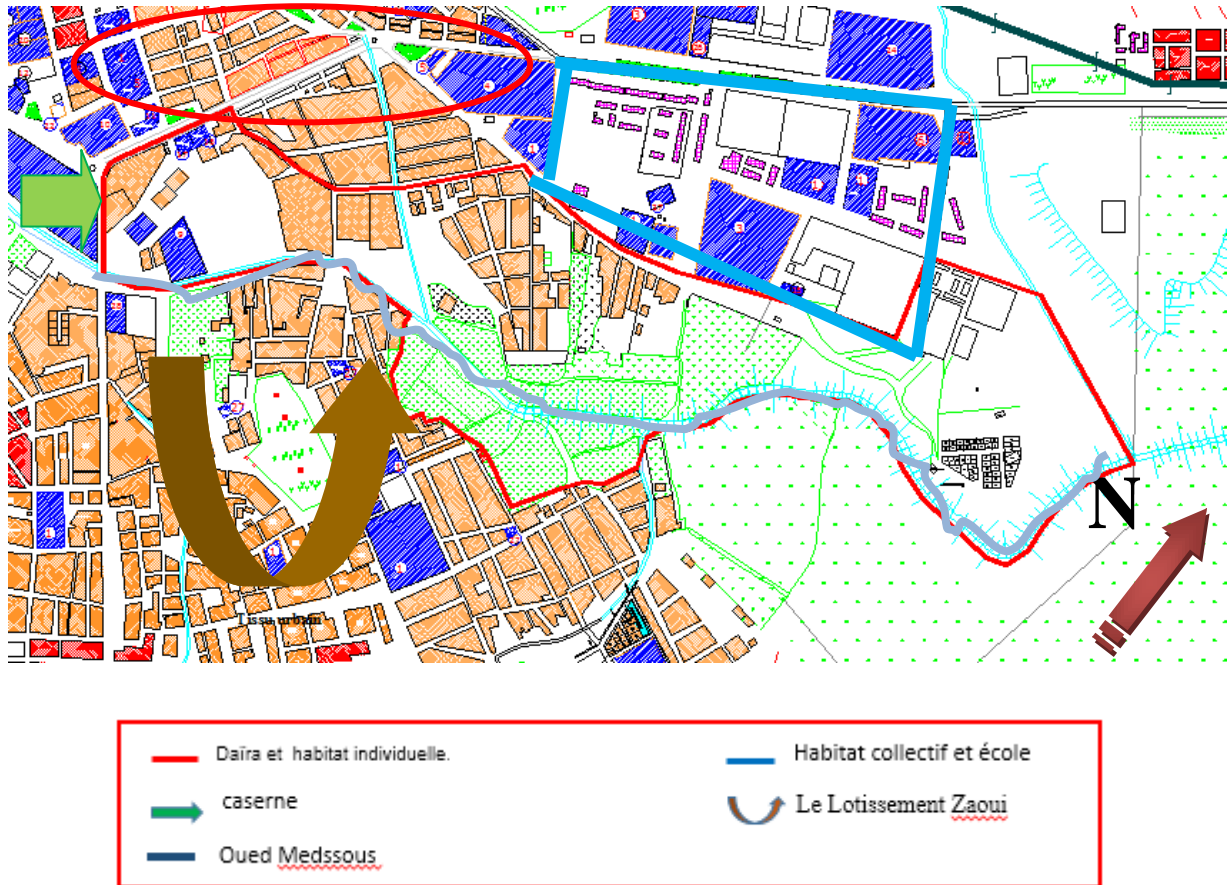 N
Tissu urbain
Daïra et habitat individuelle.
Habitat collectif et école
caserne
Le Lotissement Zaoui
Oued Medssous